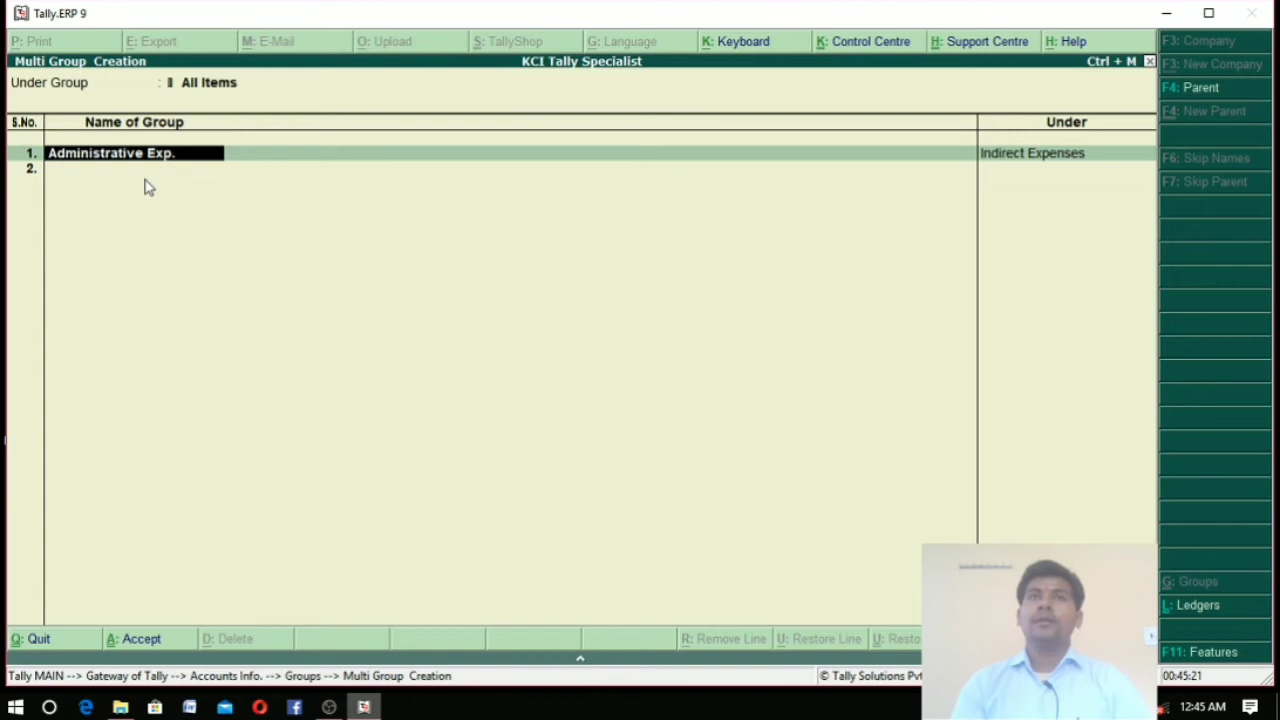 Tally.ERP 9
P: Print E: Export M: E-Mail O: Upload S: TallyShop G: Language K: Keyboard K: Control Centre H: Support Centre H: Help
F3: Company
Multi Group Creation KCI Tally Specialist Ctrl + M
F3: New Company
Under Group : All Items
F4: Parent
F4: New Parent
S.No. Name of Group Under
1. Administrative Exp. Indirect Expenses
F6: Skip Names
2.
F7: Skip Parent
G: Groups
L: Ledgers
Q: Quit A: Accept D: Delete R: Remove Line U: Restore Line U: Resto
F11: Features
Tally MAIN --> Gateway of Tally --> Accounts Info. --> Groups --> Multi Group Creation © Tally Solutions Pvt 00:45:21
12:45 AM